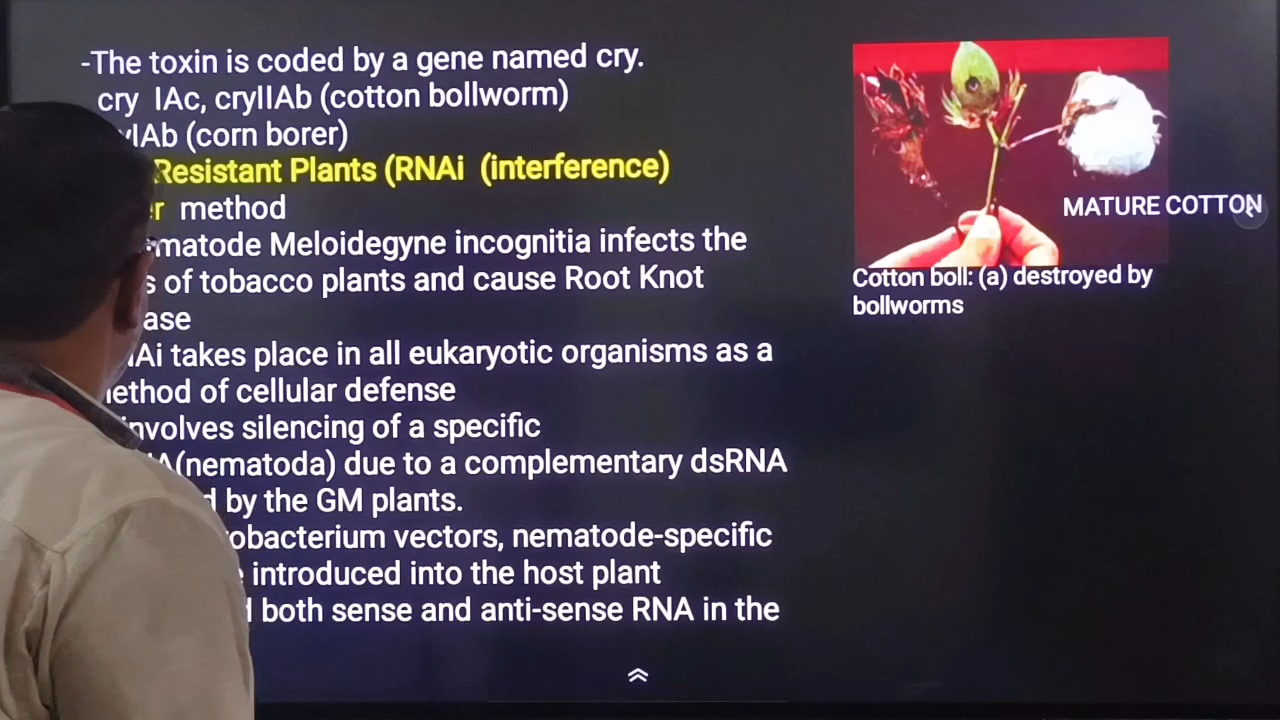 -The toxin is coded by a gene named cry.
cry IAc, cryIIAb (cotton bollworm)
yIAb (corn borer)
Resistant Plants (RNAi (interference)
method
matode Meloidegyne incognitia infects the
of tobacco plants and cause Root Knot
ase
Ai takes place in all eukaryotic organisms as a
ethod of cellular defense
involves silencing of a specific
(nematoda) due to a complementary dsRNA
by the GM plants.
obacterium vectors, nematode-specific
introduced into the host plant
both sense and anti-sense RNA in the
MATURE COTTON
Cotton boll: (a) destroyed by
bollworms